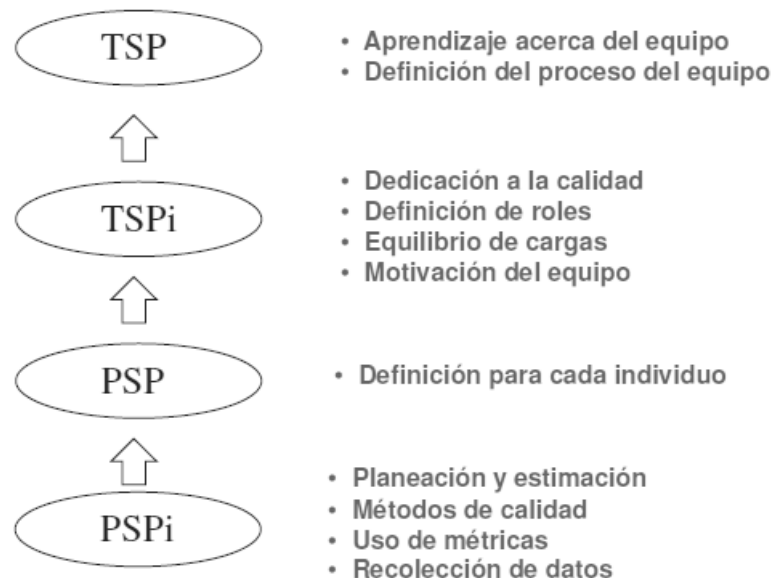 TSP
• Aprendizaje acerca del equipo
• Definición del proceso del equipo
TSPi
• Dedicación a la calidad
• Definición de roles
• Equilibrio de cargas
• Motivación del equipo
PSP
• Definición para cada individuo
PSPi
• Planeación y estimación
• Métodos de calidad
• Uso de métricas
• Recolección de datos